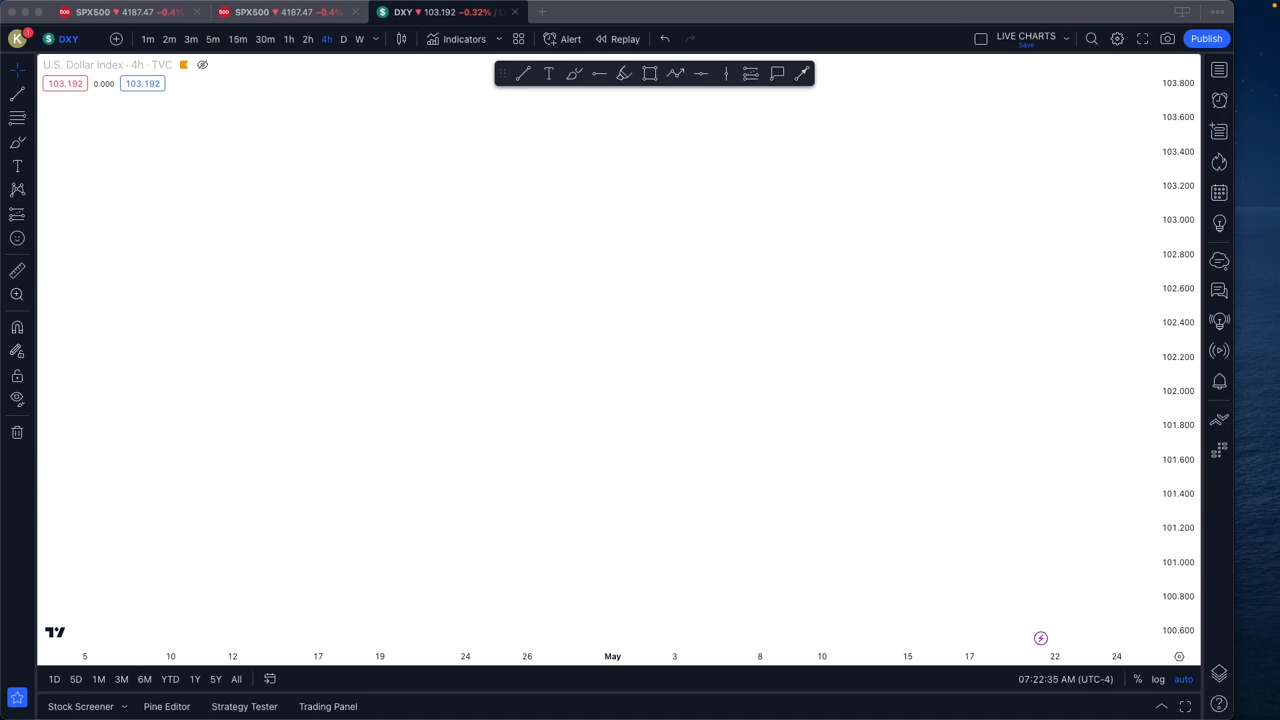 SPX500 ▼ 4187.47 −0.4%
SPX500 ▼ 4187.47 −0.4%
DXY ▼ 103.192 −0.32% / LI
K 1
DXY
1m 2m 3m 5m 15m 30m 1h 2h 4h D W
Indicators
Alert
Replay
LIVE CHARTS
Save
Publish
U.S. Dollar Index · 4h · TVC
103.192 0.000 103.192
103.800
103.600
103.400
103.200
103.000
102.800
102.600
102.400
102.200
102.000
101.800
101.600
101.400
101.200
101.000
100.800
100.600
5 10 12 17 19 24 26 May 3 8 10 15 17 22 24
1D 5D 1M 3M 6M YTD 1Y 5Y All
07:22:35 AM (UTC-4)
% log auto
Stock Screener Pine Editor Strategy Tester Trading Panel